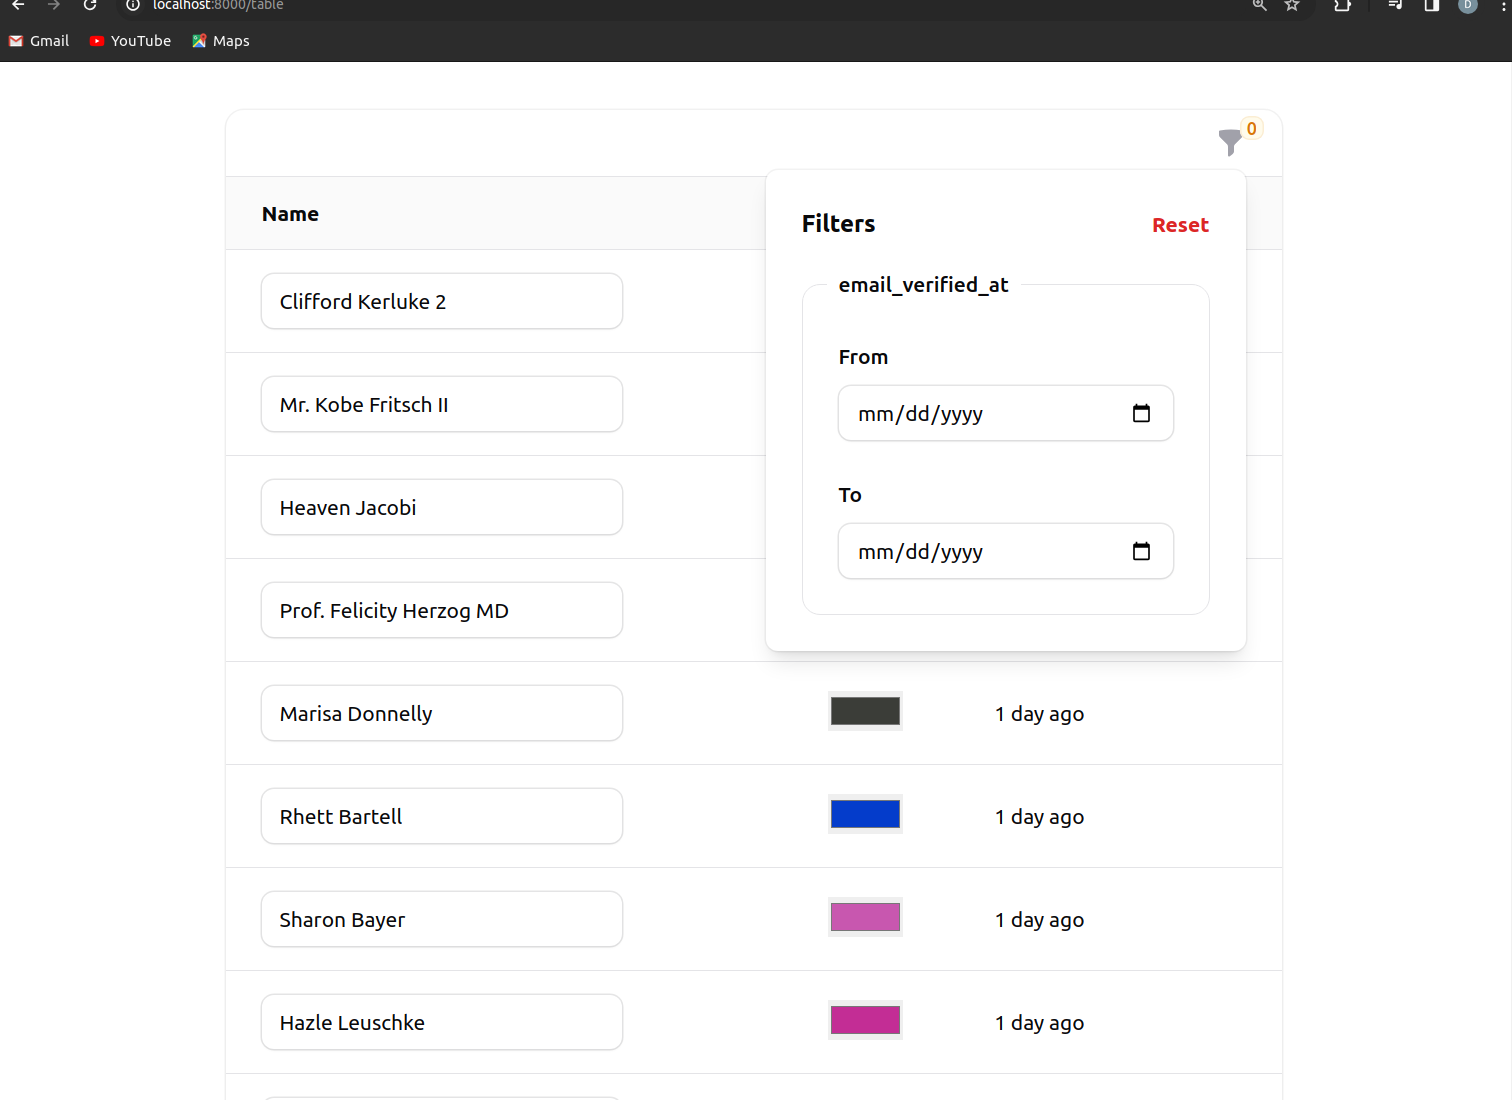 localhost:8000/table
D
Gmail YouTube Maps
0
Name
Filters Reset
email_verified_at
From
mm/dd/yyyy
To
mm/dd/yyyy
Clifford Kerluke 2
Mr. Kobe Fritsch II
Heaven Jacobi
Prof. Felicity Herzog MD
Marisa Donnelly 1 day ago
Rhett Bartell 1 day ago
Sharon Bayer 1 day ago
Hazle Leuschke 1 day ago